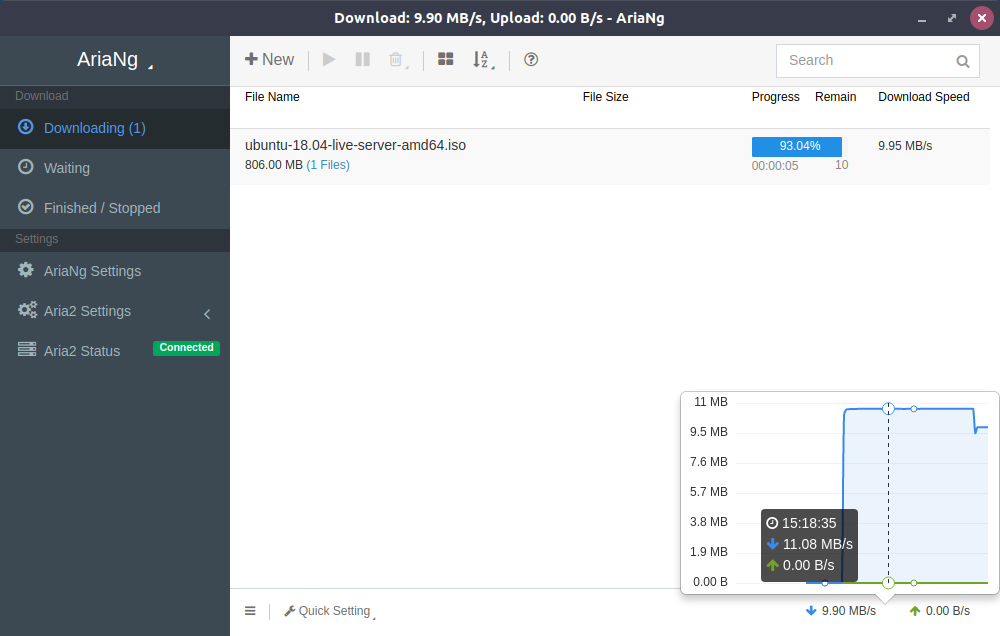 Download: 9.90 MB/s, Upload: 0.00 B/s - AriaNg
AriaNg
Download
Downloading (1)
Waiting
Finished / Stopped
Settings
AriaNg Settings
Aria2 Settings
Aria2 Status Connected
New
Search
File Name File Size Progress Remain Download Speed
ubuntu-18.04-live-server-amd64.iso 93.04% 9.95 MB/s
806.00 MB (1 Files) 00:00:05 10
11 MB
9.5 MB
7.6 MB
5.7 MB
3.8 MB
1.9 MB
0.00 B
15:18:35
11.08 MB/s
0.00 B/s
Quick Setting 9.90 MB/s 0.00 B/s